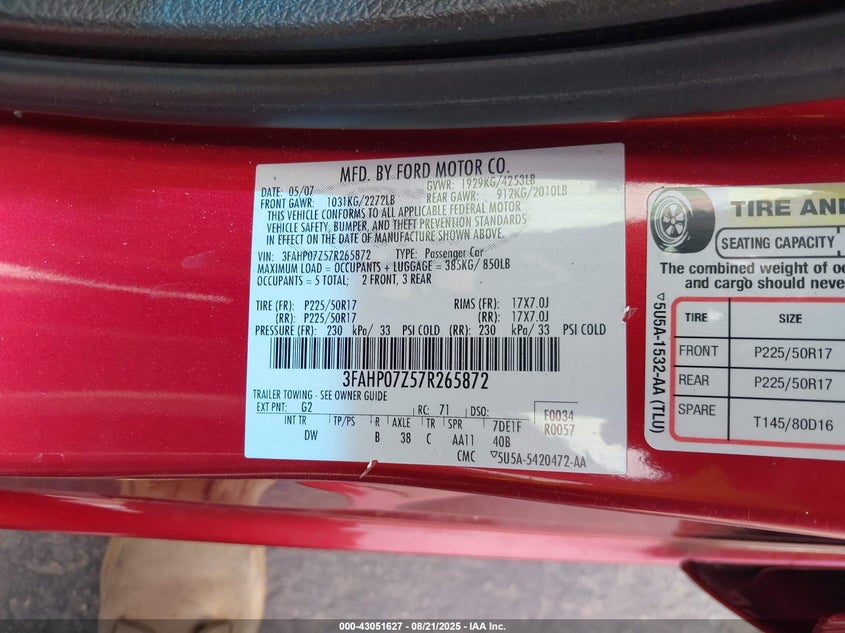 MFD. BY FORD MOTOR CO.
DATE: 05/07 GVWR: 1929KG/4253LB
FRONT GAWR: 1031KG/2272LB REAR GAWR: 912KG/2010LB
THIS VEHICLE CONFORMS TO ALL APPLICABLE FEDERAL MOTOR
VEHICLE SAFETY, BUMPER, AND THEFT PREVENTION STANDARDS
IN EFFECT ON THE DATE OF MANUFACTURE SHOWN ABOVE.
VIN: 3FAHP07Z57R265872 TYPE: Passenger Car
MAXIMUM LOAD = OCCUPANTS + LUGGAGE = 385KG/ 850LB
OCCUPANTS = 5 TOTAL; 2 FRONT, 3 REAR
TIRE (FR): P225/50R17 RIMS (FR): 17X7.0J
(RR): P225/50R17 (RR): 17X7.0J
PRESSURE (FR): 230 kPa/ 33 PSI COLD (RR): 230 kPa/ 33 PSI COLD
3FAHP07Z57R265872
TRAILER TOWING - SEE OWNER GUIDE
EXT PNT: G2 RC: 71 DSO: F0034
INT TR TP/PS R AXLE TR SPR 7DE1F R0057
DW B 38 C AA11 40B
CMC ▽5U5A-5420472-AA
TIRE AND
SEATING CAPACITY
The combined weight of oc
and cargo should never
▽5U5A-1532-AA (TLU)
TIRE SIZE
FRONT P225/50R17
REAR P225/50R17
SPARE T145/80D16
000-43051627 - 08/21/2025 - IAA Inc.